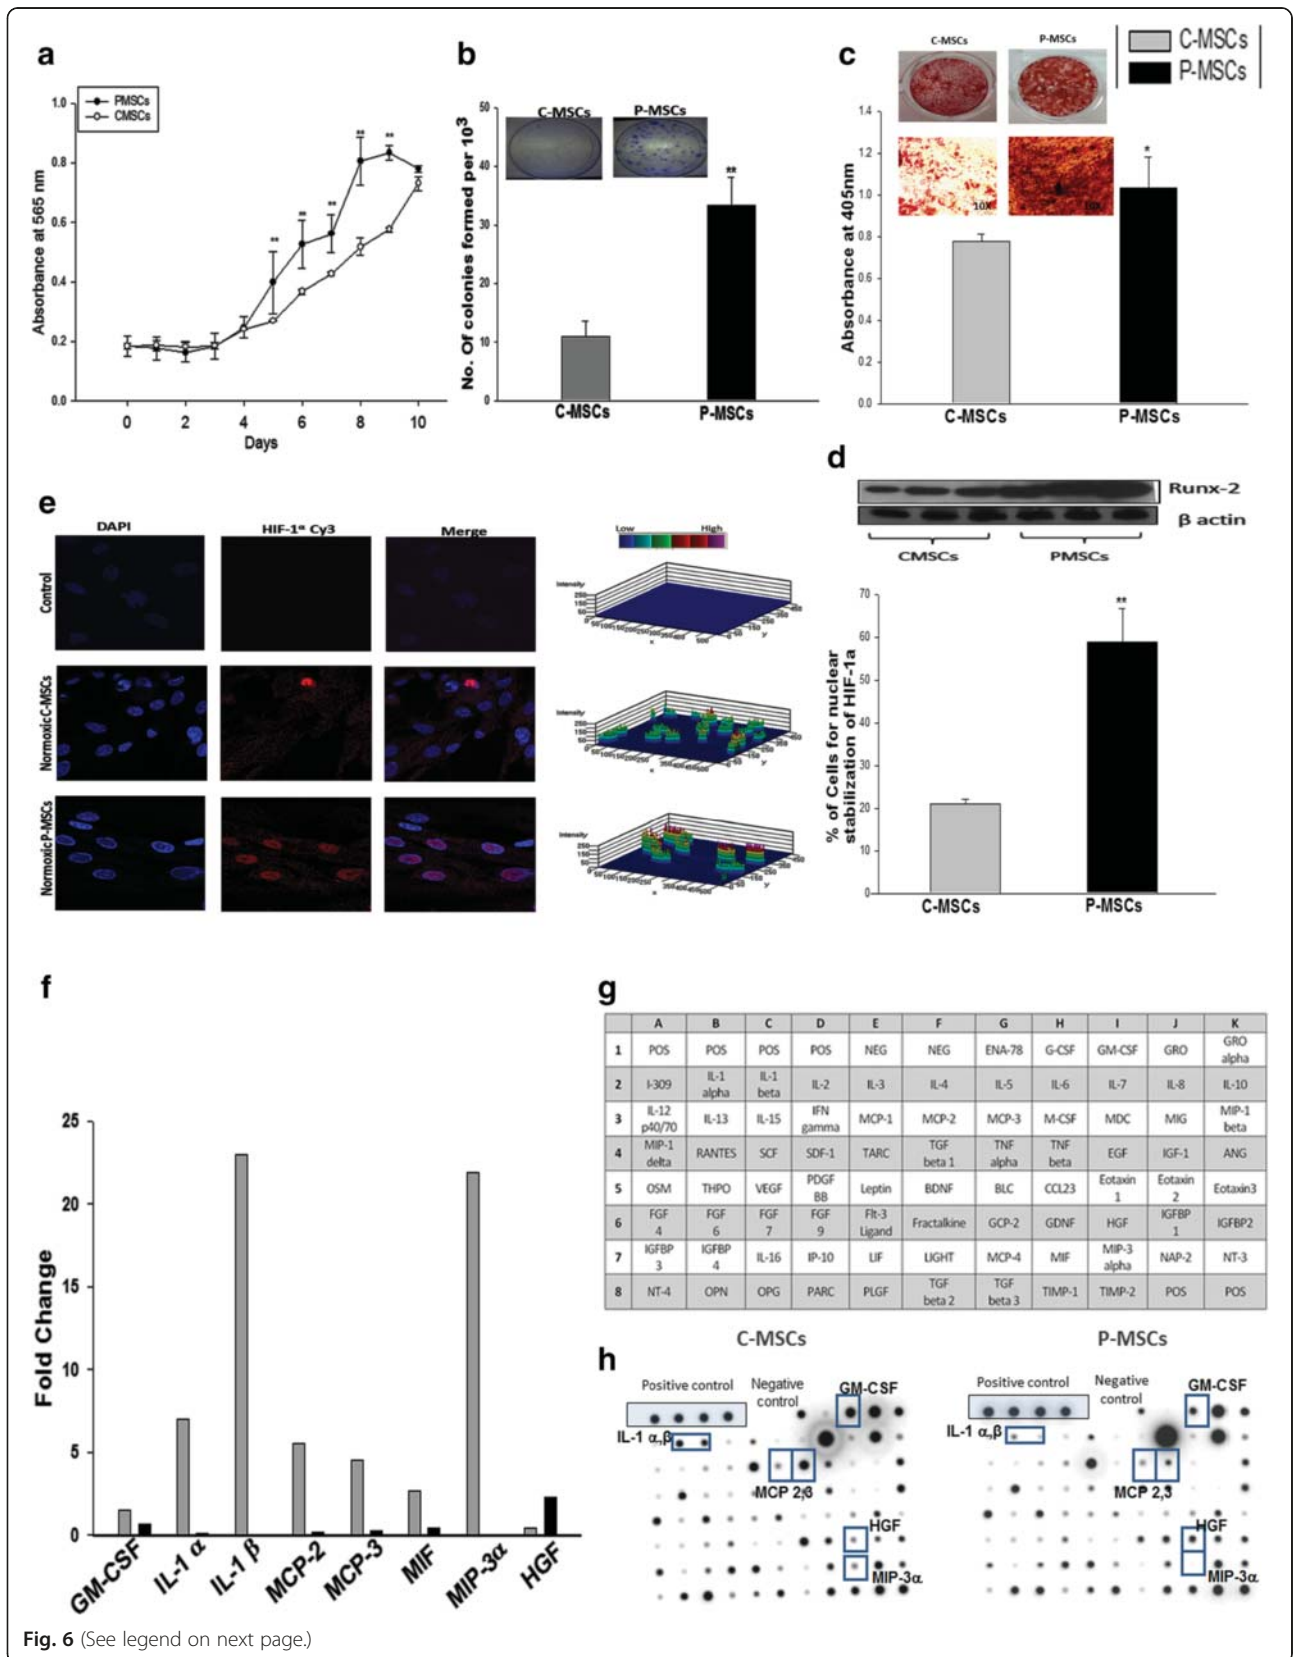 a
PMSCs
CMSCs
1.0
0.8
0.6
0.4
0.2
0.0
Absorbance at 565 nm
** ** ** ** **
0 2 4 6 8 10
Days
b
C-MSCs P-MSCs
50
40
30
20
10
0
No. Of colonies formed per 10³
**
C-MSCs P-MSCs
c
C-MSCs P-MSCs
C-MSCs
P-MSCs
1.4
1.2
1.0
0.8
0.6
0.4
0.2
0.0
Absorbance at 405nm
10X
*
C-MSCs P-MSCs
d
Runx-2
β actin
CMSCs PMSCs
70
60
50
40
30
20
10
0
% of Cells for nuclear
stabilization of HIF-1a
**
C-MSCs P-MSCs
e
DAPI HIF-1α Cy3 Merge
Low High
Control
Normoxic C-MSCs
Normoxic P-MSCs
Intensity
250
150
50
x
y
Intensity
250
150
50
x
y
Intensity
250
150
50
x
y
f
25
20
15
10
5
0
Fold Change
GM-CSF IL-1 α IL-1 β MCP-2 MCP-3 MIF MIP-3α HGF
g
A B C D E F G H I J K
1 POS POS POS POS NEG NEG ENA-78 G-CSF GM-CSF GRO GRO alpha
2 I-309 IL-1 alpha IL-1 beta IL-2 IL-3 IL-4 IL-5 IL-6 IL-7 IL-8 IL-10
3 IL-12 p40/70 IL-13 IL-15 IFN gamma MCP-1 MCP-2 MCP-3 M-CSF MDC MIG MIP-1 beta
4 MIP-1 delta RANTES SCF SDF-1 TARC TGF beta 1 TNF alpha TNF beta EGF IGF-1 ANG
5 OSM THPO VEGF PDGF BB Leptin BDNF BLC CCL23 Eotaxin 1 Eotaxin 2 Eotaxin3
6 FGF 4 FGF 6 FGF 7 FGF 9 Flt-3 Ligand Fractalkine GCP-2 GDNF HGF IGFBP 1 IGFBP2
7 IGFBP 3 IGFBP 4 IL-16 IP-10 LIF LIGHT MCP-4 MIF MIP-3 alpha NAP-2 NT-3
8 NT-4 OPN OPG PARC PLGF TGF beta 2 TGF beta 3 TIMP-1 TIMP-2 POS POS
h
C-MSCs
Positive control
Negative
control
GM-CSF
IL-1 α,β
MCP 2,3
HGF
MIP-3α
P-MSCs
Positive control
Negative
control
GM-CSF
IL-1 α,β
MCP 2,3
HGF
MIP-3α
Fig. 6 (See legend on next page.)